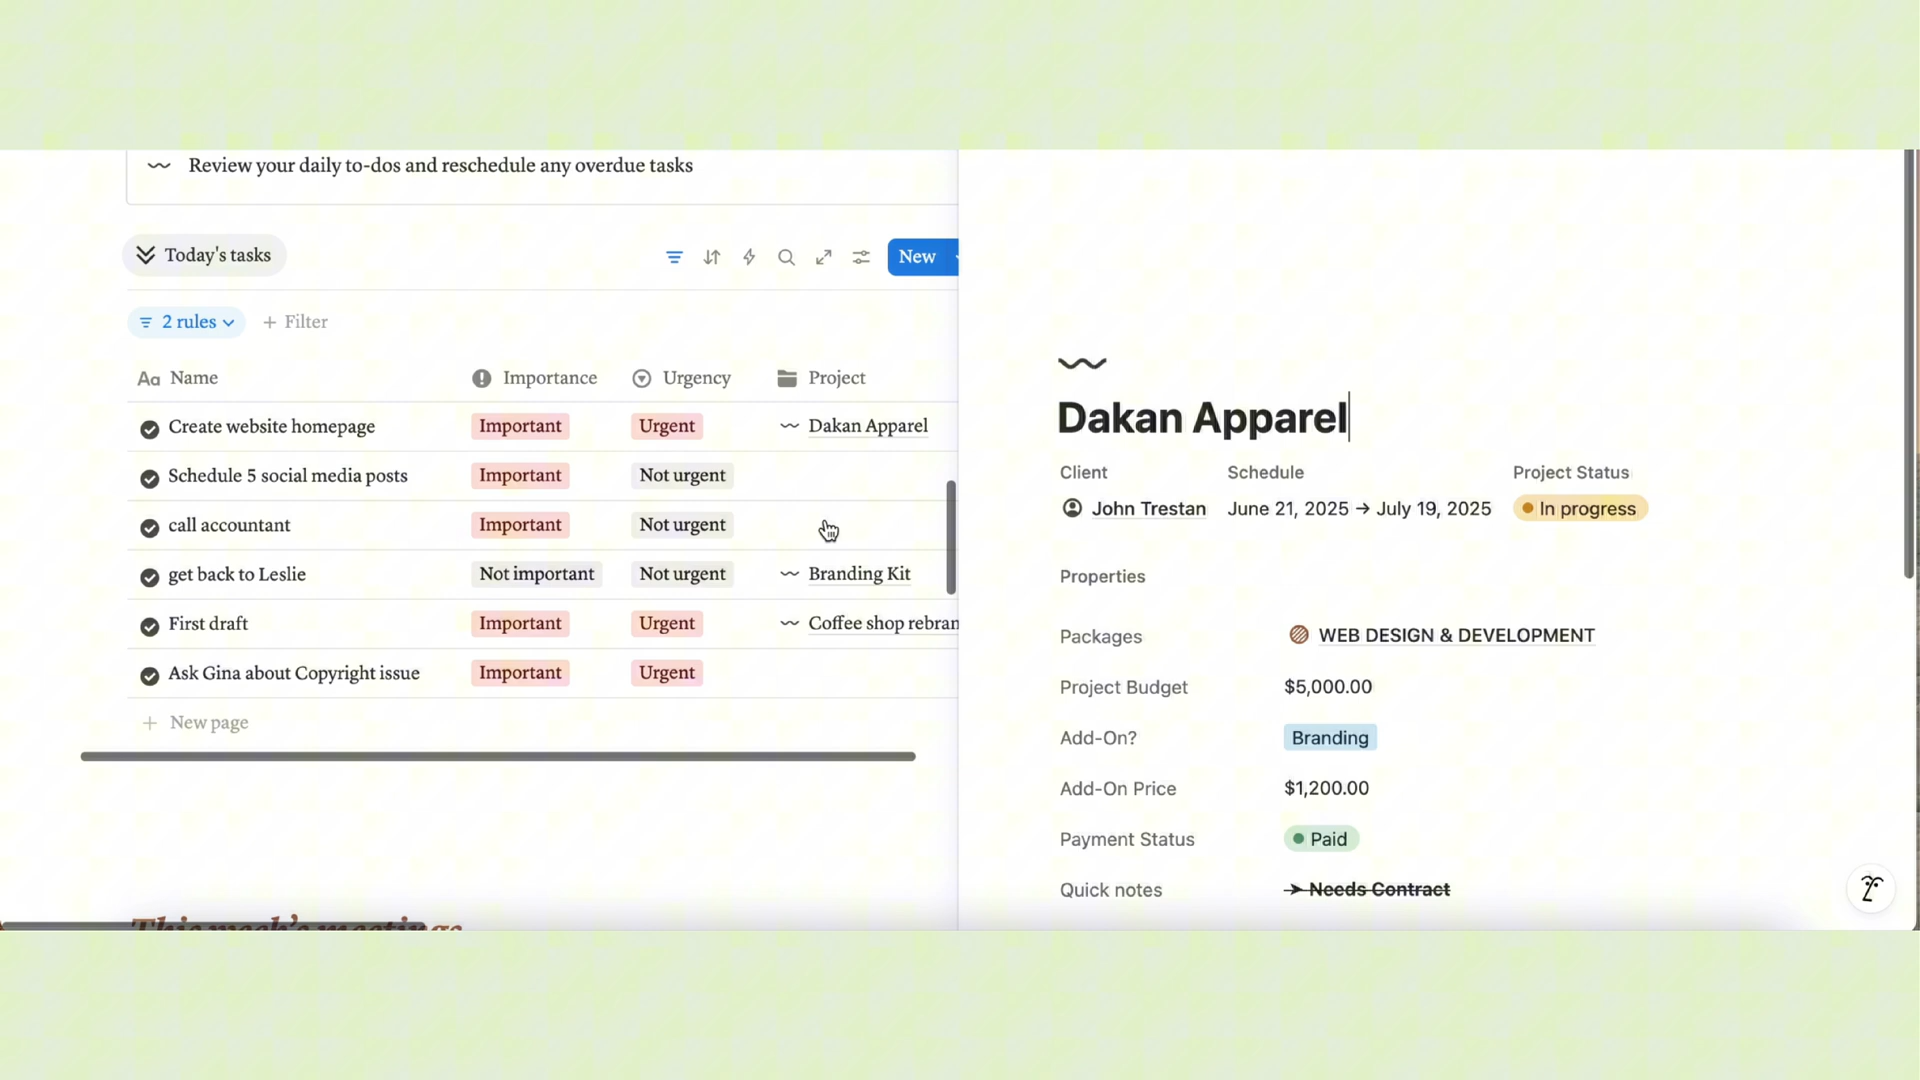 Review your daily to-dos and reschedule any overdue tasks
Today's tasks
New
2 rules
Filter
Aa Name Importance Urgency Project
Create website homepage Important Urgent Dakan Apparel
Schedule 5 social media posts Important Not urgent
call accountant Important Not urgent
get back to Leslie Not important Not urgent Branding Kit
First draft Important Urgent Coffee shop rebran
Ask Gina about Copyright issue Important Urgent
New page
This week's meetings
Dakan Apparel
Client Schedule Project Status
John Trestan June 21, 2025 → July 19, 2025 In progress
Properties
Packages WEB DESIGN & DEVELOPMENT
Project Budget $5,000.00
Add-On? Branding
Add-On Price $1,200.00
Payment Status Paid
Quick notes Needs Contract